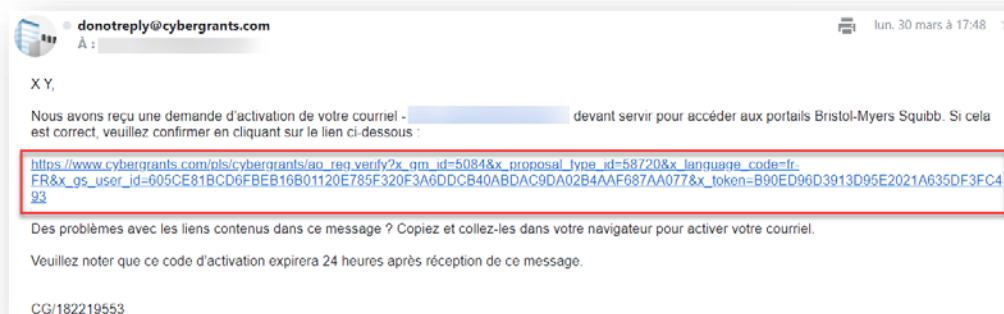 donotreply@cybergrants.com
lun. 30 mars à 17:48
À :
X Y,
Nous avons reçu une demande d'activation de votre courriel - devant servir pour accéder aux portails Bristol-Myers Squibb. Si cela
est correct, veuillez confirmer en cliquant sur le lien ci-dessous :
https://www.cybergrants.com/pls/cybergrants/ao_reg.verify?x_gm_id=5084&x_proposal_type_id=58720&x_language_code=fr-
FR&x_gs_user_id=605CE81BCD6FBEB16B01120E785F320F3A6DDCB40ABDAC9DA02B4AAF687AA077&x_token=B90ED96D3913D95E2021A635DF3FC4
93
Des problèmes avec les liens contenus dans ce message ? Copiez et collez-les dans votre navigateur pour activer votre courriel.
Veuillez noter que ce code d'activation expirera 24 heures après réception de ce message.
CG/182219553